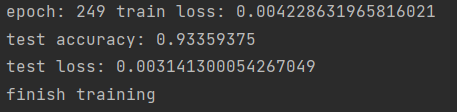 epoch: 249 train loss: 0.004228631965816021
test accuracy: 0.93359375
test loss: 0.003141300054267049
finish training